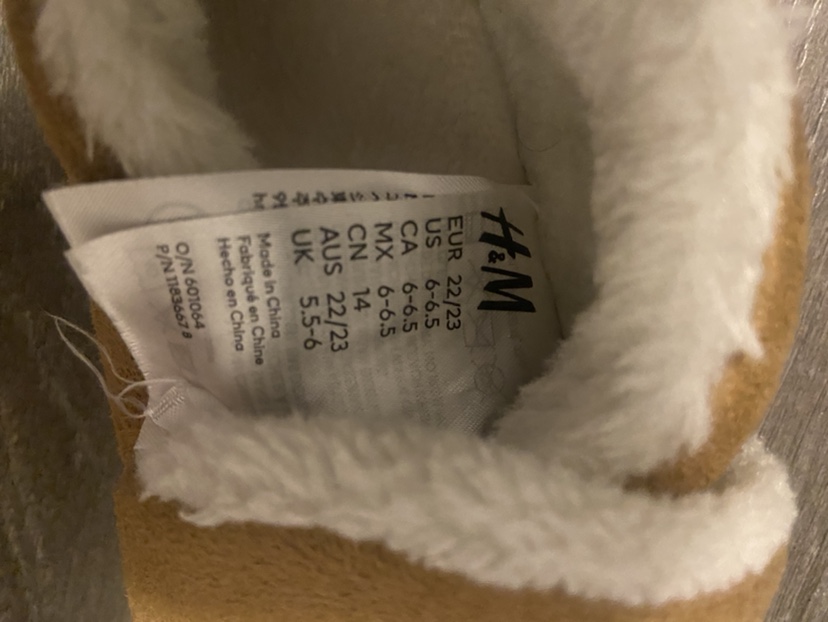 H&M
EUR 22/23
US 6-6.5
CA 6-6.5
MX 6-6.5
CN 14
AUS 22/23
UK 5.5-6
Made in China
Fabriqué en Chine
Hecho en China
O/N 601064
P/N 1183667 8